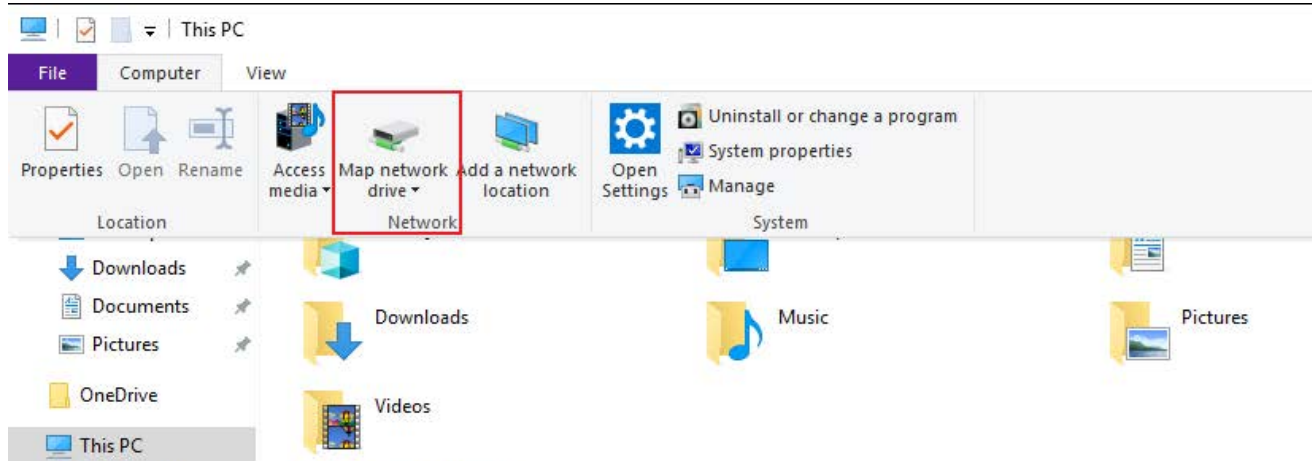 This PC
File Computer View
Properties Open Rename
Access media
Map network drive
Add a network location
Open Settings
Uninstall or change a program
System properties
Manage
Location Network System
Downloads
Documents
Pictures
OneDrive
This PC
Downloads
Music
Pictures
Videos